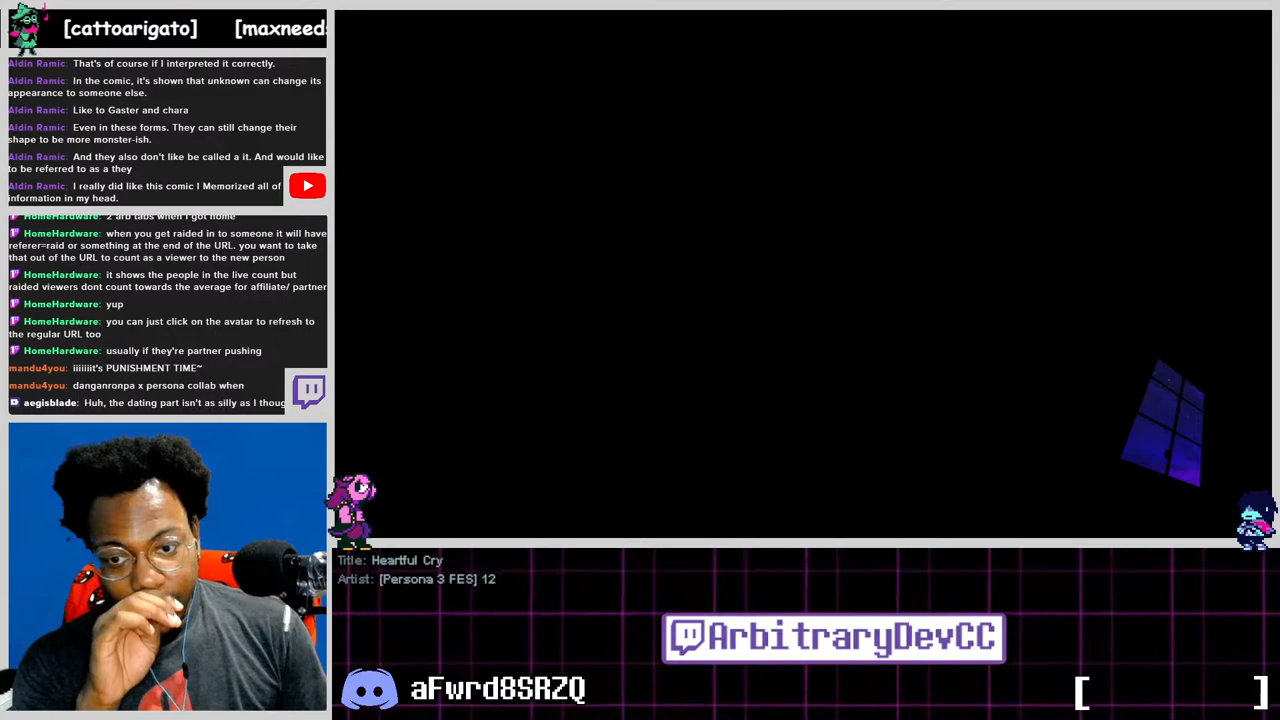 [cattoarigato] [maxneeds
Aldin Ramic: That's of course if I interpreted it correctly.
Aldin Ramic: In the comic, it's shown that unknown can change its
appearance to someone else.
Aldin Ramic: Like to Gaster and chara
Aldin Ramic: Even in these forms. They can still change their
shape to be more monster-ish.
Aldin Ramic: And they also don't like be called a it. And would like
to be referred to as a they
Aldin Ramic: I really did like this comic I Memorized all of
information in my head.
HomeHardware: 2 arb tabs when I got home
HomeHardware: when you get raided in to someone it will have
referer=raid or something at the end of the URL. you want to take
that out of the URL to count as a viewer to the new person
HomeHardware: it shows the people in the live count but
raided viewers dont count towards the average for affiliate/ partner
HomeHardware: yup
HomeHardware: you can just click on the avatar to refresh to
the regular URL too
HomeHardware: usually if they're partner pushing
mandu4you: iiiiiiit's PUNISHMENT TIME~
mandu4you: danganronpa x persona collab when
aegisblade: Huh, the dating part isn't as silly as I thoug
Title: Heartful Cry
Artist: [Persona 3 FES] 12
ArbitraryDevCC
aFwrd8SRZQ
[ ]